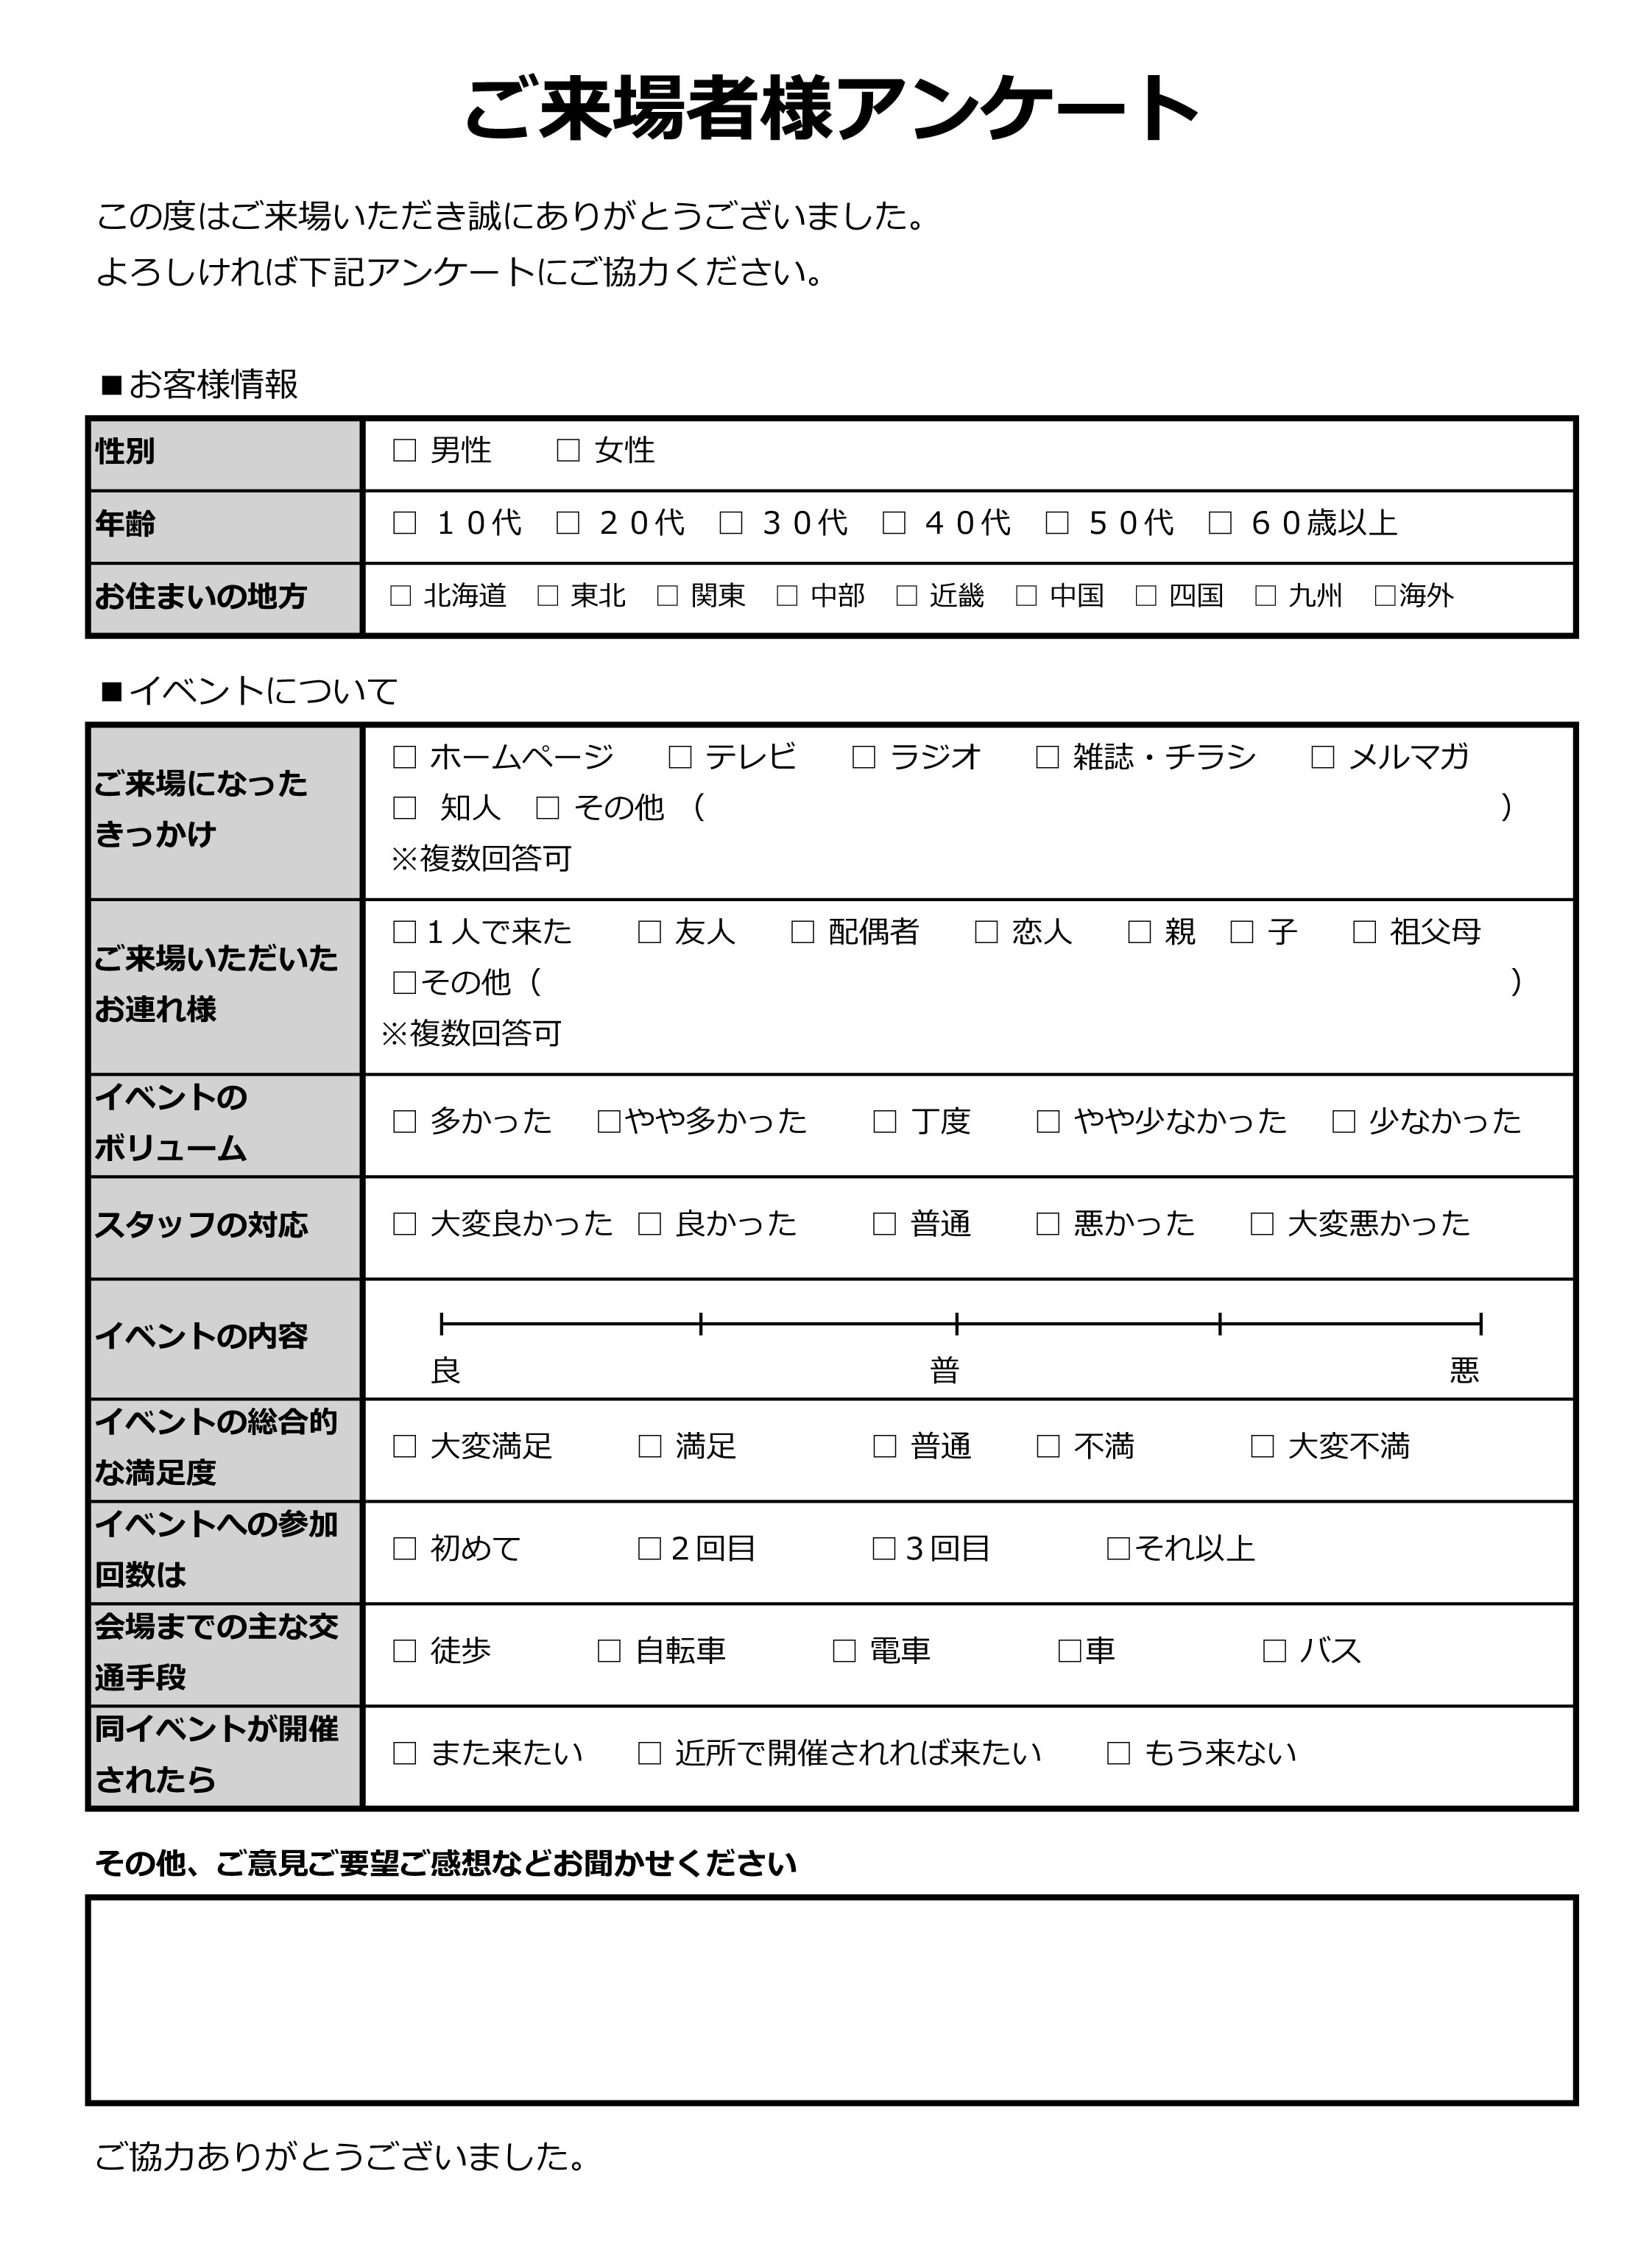 ご来場者様アンケート
この度はご来場いただき誠にありがとうございました。
よろしければ下記アンケートにご協力ください。
■お客様情報
性別 □ 男性 □ 女性
年齢 □ １０代 □ ２０代 □ ３０代 □ ４０代 □ ５０代 □ ６０歳以上
お住まいの地方 □ 北海道 □ 東北 □ 関東 □ 中部 □ 近畿 □ 中国 □ 四国 □ 九州 □海外
■イベントについて
ご来場になった
きっかけ
□ ホームページ □ テレビ □ ラジオ □ 雑誌・チラシ □ メルマガ
□ 知人 □ その他 （ ）
※複数回答可
ご来場いただいた
お連れ様
□１人で来た □ 友人 □ 配偶者 □ 恋人 □ 親 □ 子 □ 祖父母
□その他（ ）
※複数回答可
イベントの
ボリューム
□ 多かった □やや多かった □ 丁度 □ やや少なかった □ 少なかった
スタッフの対応 □ 大変良かった □ 良かった □ 普通 □ 悪かった □ 大変悪かった
イベントの内容
良 普 悪
イベントの総合的
な満足度
□ 大変満足 □ 満足 □ 普通 □ 不満 □ 大変不満
イベントへの参加
回数は
□ 初めて □２回目 □３回目 □それ以上
会場までの主な交
通手段
□ 徒歩 □ 自転車 □ 電車 □車 □ バス
同イベントが開催
されたら
□ また来たい □ 近所で開催されれば来たい □ もう来ない
その他、ご意見ご要望ご感想などお聞かせください
ご協力ありがとうございました。